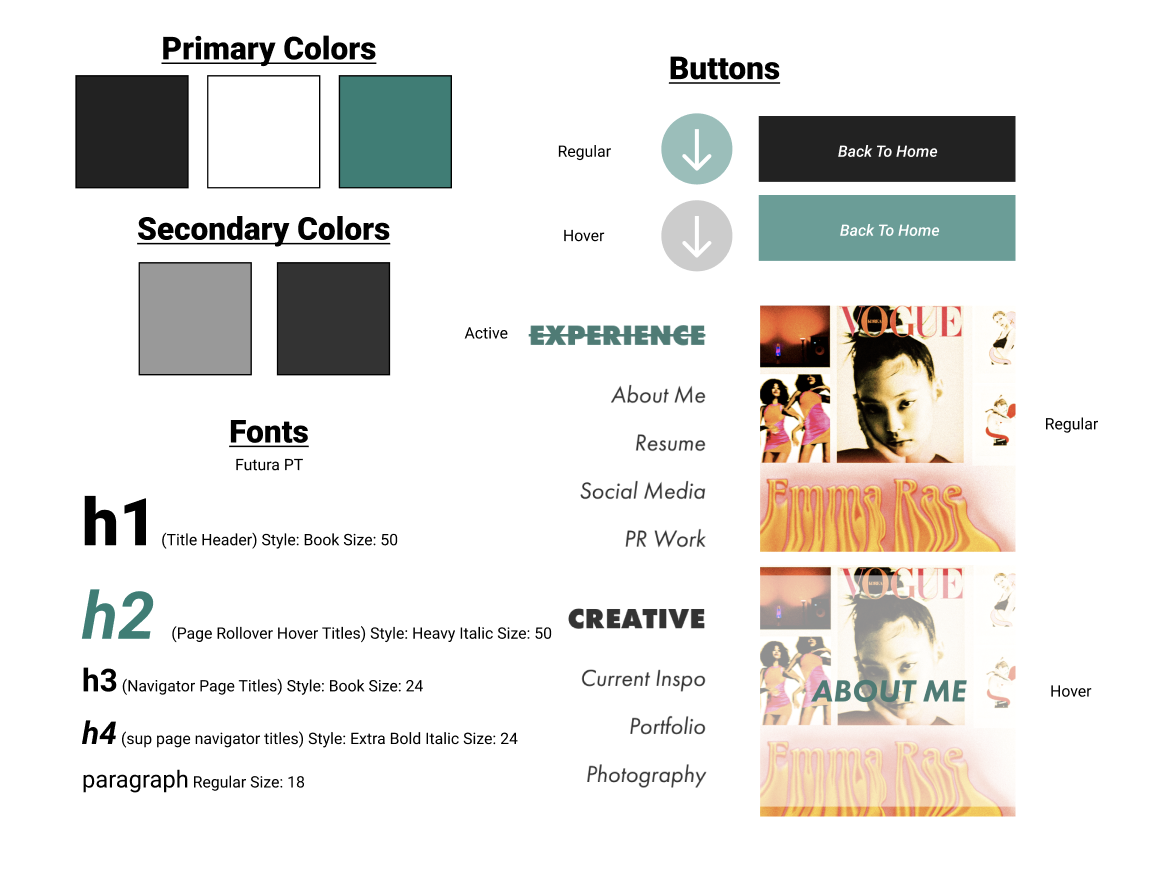 Primary Colors
Secondary Colors
Fonts
Futura PT
h1 (Title Header) Style: Book Size: 50
h2 (Page Rollover Hover Titles) Style: Heavy Italic Size: 50
h3 (Navigator Page Titles) Style: Book Size: 24
h4 (sup page navigator titles) Style: Extra Bold Italic Size: 24
paragraph Regular Size: 18
Buttons
Regular
Back To Home
Hover
Back To Home
Active
EXPERIENCE
About Me
Resume
Social Media
PR Work
CREATIVE
Current Inspo
Portfolio
Photography
VOGUE
KOREA
Emma Rae
Regular
VOGUE
KOREA
ABOUT ME
Emma Rae
Hover